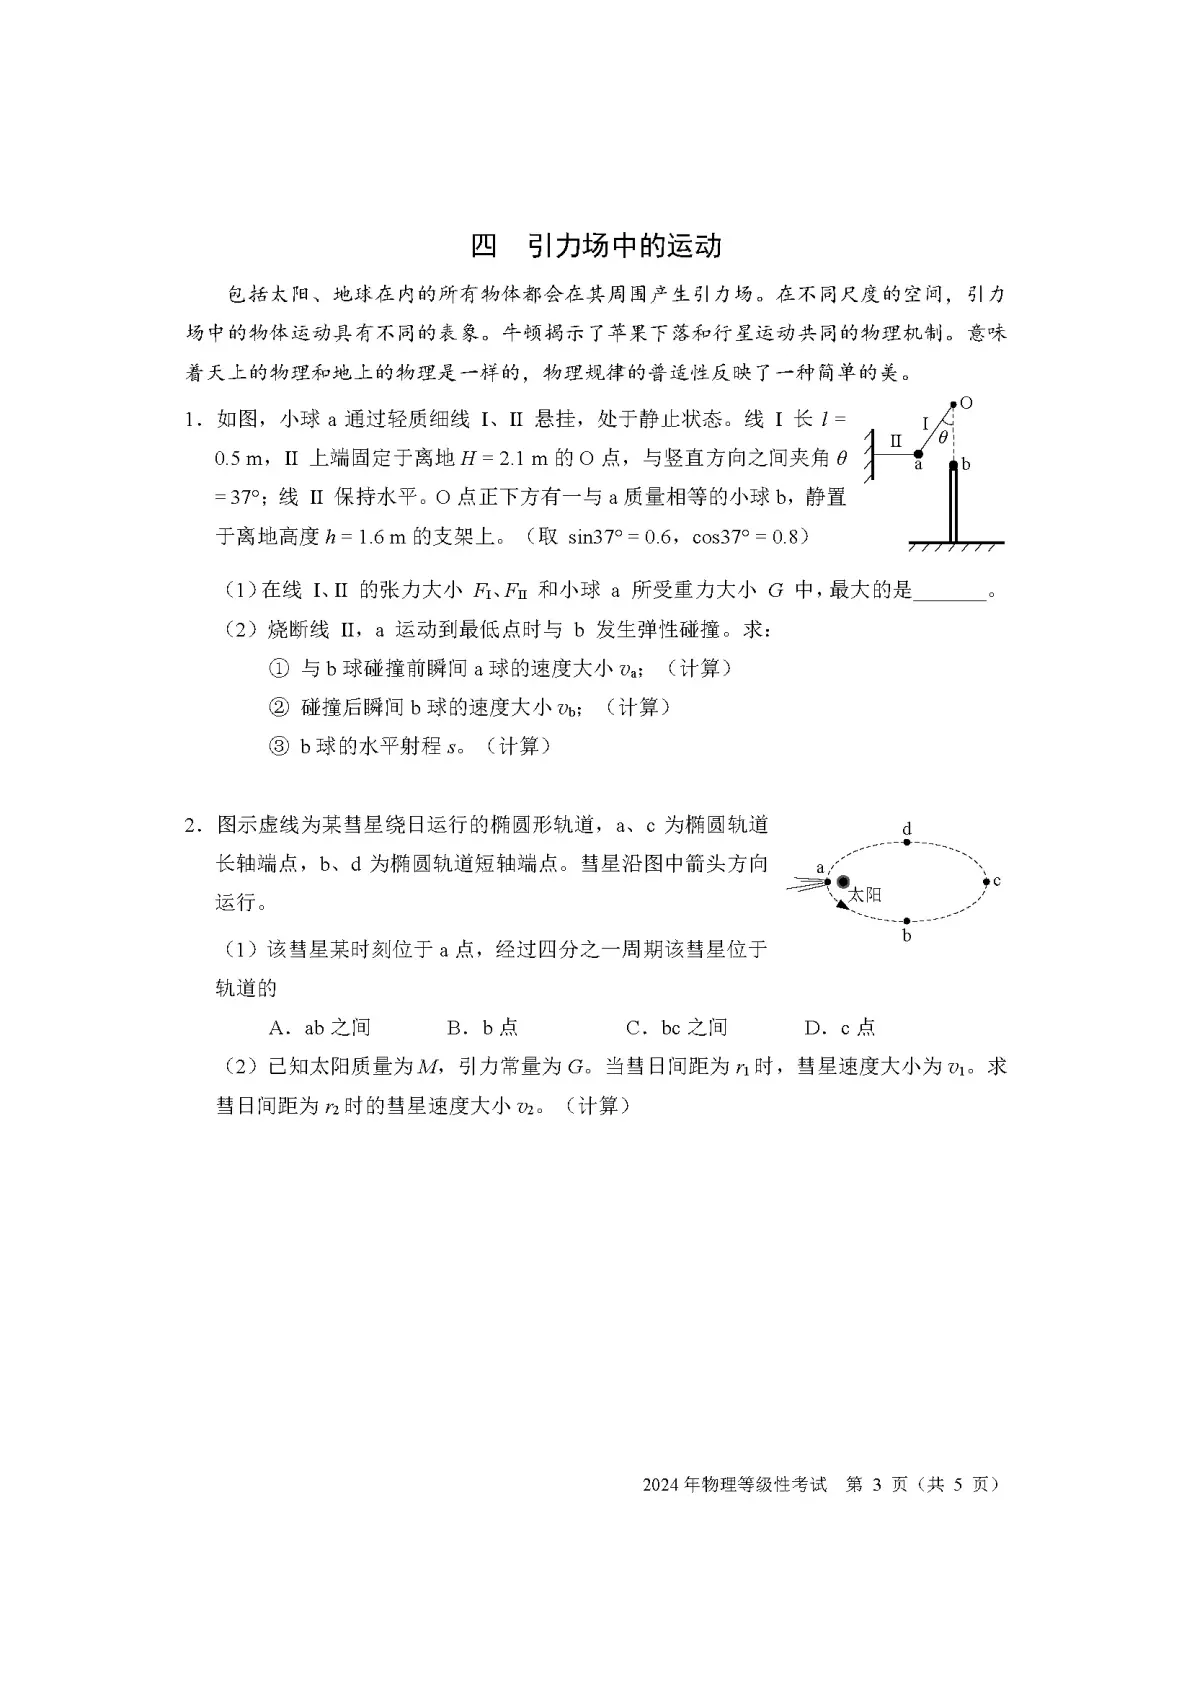 四 引力场中的运动
包括太阳、地球在内的所有物体都会在其周围产生引力场。在不同尺度的空间，引力
场中的物体运动具有不同的表象。牛顿揭示了苹果下落和行星运动共同的物理机制。意味
着天上的物理和地上的物理是一样的，物理规律的普适性反映了一种简单的美。
1．如图，小球 a 通过轻质细线 Ⅰ、Ⅱ 悬挂，处于静止状态。线 Ⅰ 长 l =
0.5 m，Ⅱ 上端固定于离地 H = 2.1 m 的 O 点，与竖直方向之间夹角 θ
= 37°；线 Ⅱ 保持水平。O 点正下方有一与 a 质量相等的小球 b，静置
于离地高度 h = 1.6 m 的支架上。（取 sin37° = 0.6，cos37° = 0.8）
O
Ⅰ
θ
Ⅱ
a
b
（1）在线 Ⅰ、Ⅱ 的张力大小 FⅠ、FⅡ 和小球 a 所受重力大小 G 中，最大的是_______。
（2）烧断线 Ⅱ，a 运动到最低点时与 b 发生弹性碰撞。求：
① 与 b 球碰撞前瞬间 a 球的速度大小 va；（计算）
② 碰撞后瞬间 b 球的速度大小 vb；（计算）
③ b 球的水平射程 s。（计算）
2．图示虚线为某彗星绕日运行的椭圆形轨道，a、c 为椭圆轨道
长轴端点，b、d 为椭圆轨道短轴端点。彗星沿图中箭头方向
运行。
d
a
c
太阳
b
（1）该彗星某时刻位于 a 点，经过四分之一周期该彗星位于
轨道的
A．ab 之间 B．b 点 C．bc 之间 D．c 点
（2）已知太阳质量为 M，引力常量为 G。当彗日间距为 r1 时，彗星速度大小为 v1。求
彗日间距为 r2 时的彗星速度大小 v2。（计算）
2024 年物理等级性考试 第 3 页（共 5 页）